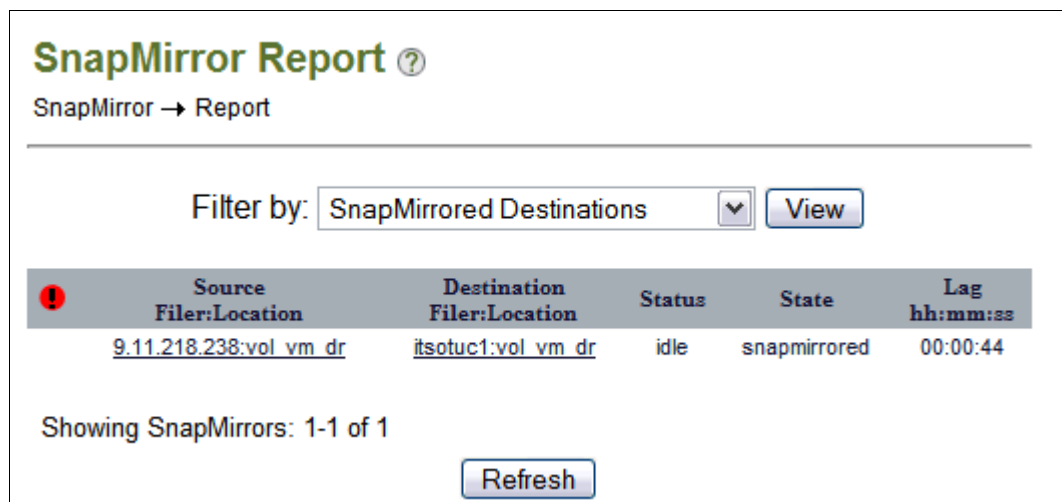 SnapMirror Report ?
SnapMirror → Report
Filter by: SnapMirrored Destinations View
Source Filer:Location Destination Filer:Location Status State Lag hh:mm:ss
9.11.218.238:vol_vm_dr itsotuc1:vol_vm_dr idle snapmirrored 00:00:44
Showing SnapMirrors: 1-1 of 1
Refresh